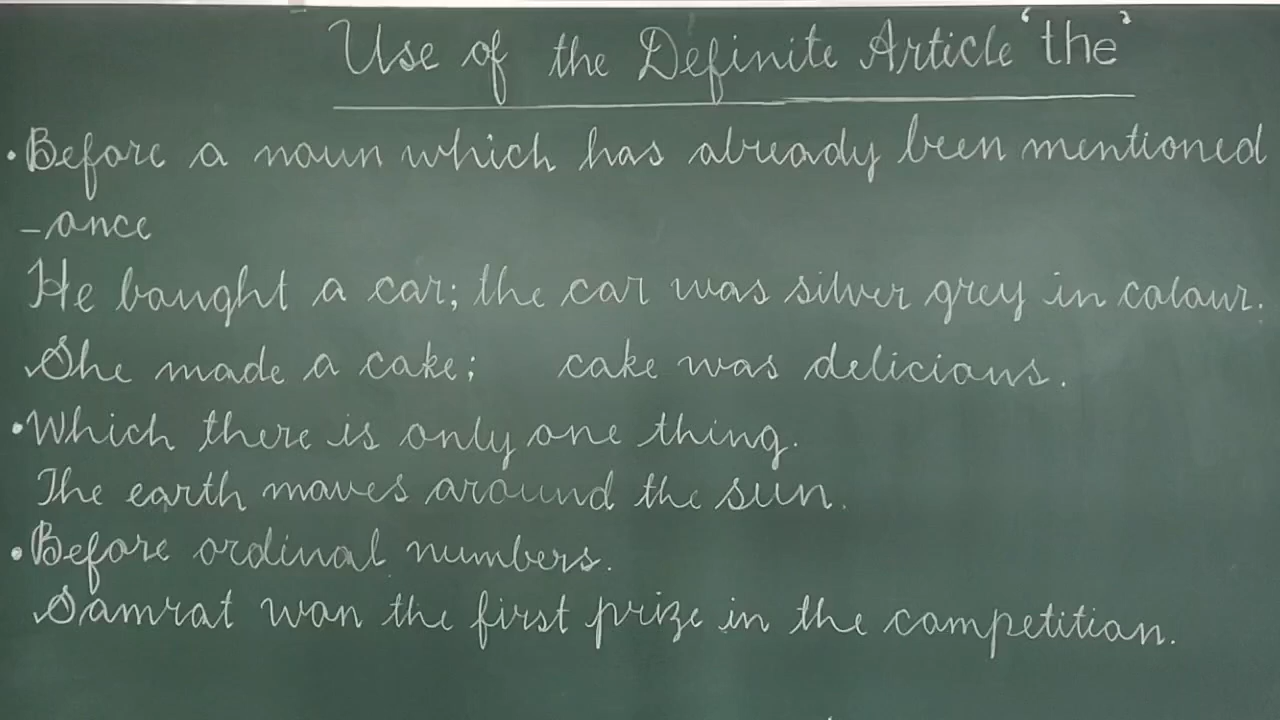 Use of the Definite Article 'the'
• Before a noun which has already been mentioned
- once
He bought a car; the car was silver grey in colour.
She made a cake; cake was delicious.
• Which there is only one thing.
The earth moves around the sun.
• Before ordinal numbers.
Samrat won the first prize in the competition.